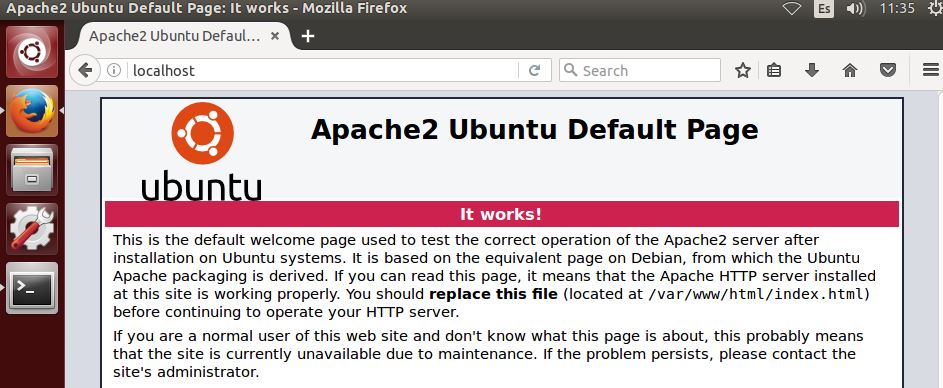 Apache2 Ubuntu Default Page: It works - Mozilla Firefox
Es
11:35
Apache2 Ubuntu Defaul...
localhost
Search
ubuntu
Apache2 Ubuntu Default Page
It works!
This is the default welcome page used to test the correct operation of the Apache2 server after
installation on Ubuntu systems. It is based on the equivalent page on Debian, from which the Ubuntu
Apache packaging is derived. If you can read this page, it means that the Apache HTTP server installed
at this site is working properly. You should replace this file (located at /var/www/html/index.html)
before continuing to operate your HTTP server.
If you are a normal user of this web site and don't know what this page is about, this probably means
that the site is currently unavailable due to maintenance. If the problem persists, please contact the
site's administrator.